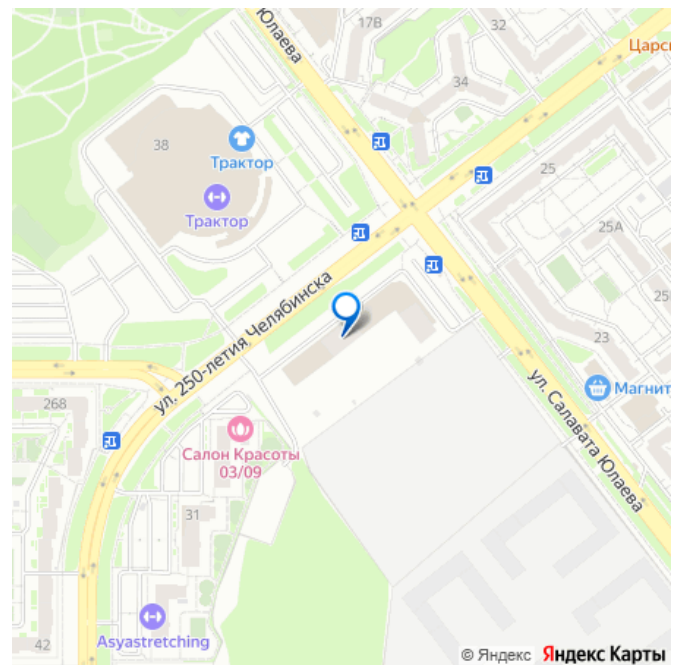 Юлаева
17В
32
Царс
34
38
Трактор
25
Трактор
25А
ул. 250-летия Челябинска
25
23
Магнит
ул. Салавата Юлаева
268
Салон Красоты
03/09
31
Asyastretching
42
© Яндекс Яндекс Карты